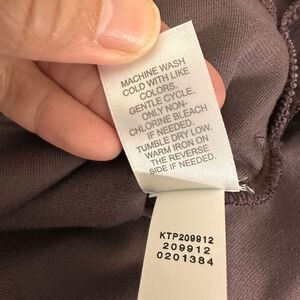 MACHINE WASH
COLD WITH LIKE
COLORS.
GENTLE CYCLE.
ONLY NON-
CHLORINE BLEACH
IF NEEDED.
TUMBLE DRY LOW.
WARM IRON ON
THE REVERSE
SIDE IF NEEDED.
KTP209912
209912
0201384